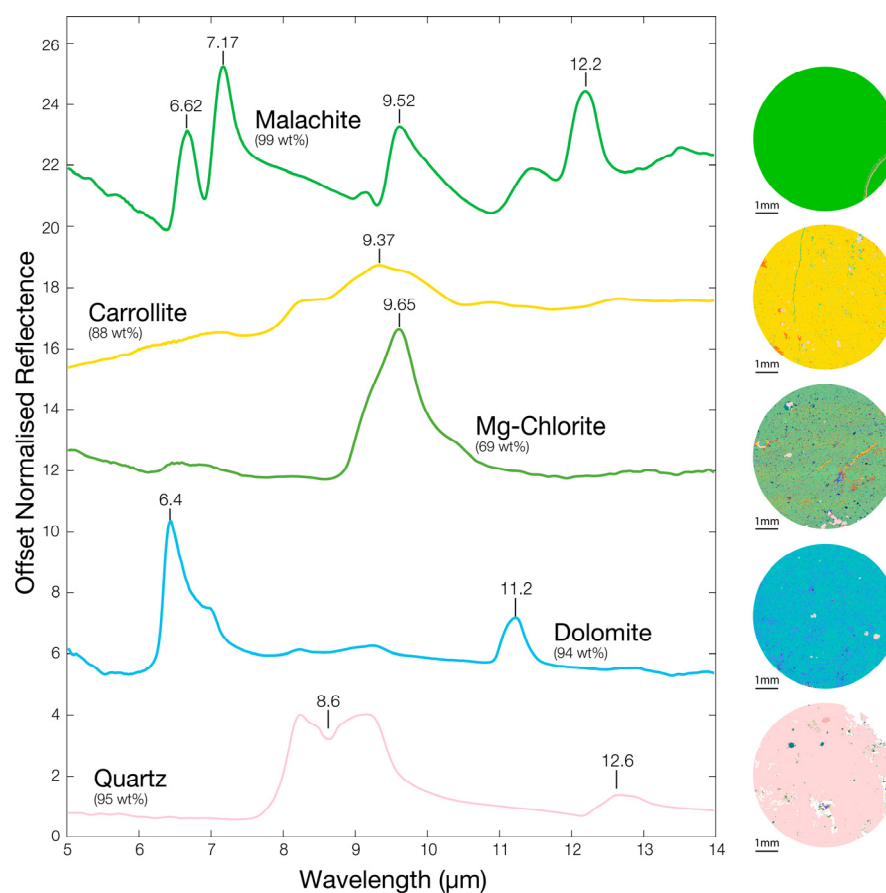 26
24
22
20
18
16
14
12
10
8
6
4
2
0
Offset Normalised Reflectence
7.17
6.62
Malachite
(99 wt%)
9.52
12.2
9.37
Carrollite
(88 wt%)
9.65
Mg-Chlorite
(69 wt%)
6.4
11.2
Dolomite
(94 wt%)
8.6
Quartz
(95 wt%)
12.6
5 6 7 8 9 10 11 12 13 14
Wavelength (µm)
1mm
1mm
1mm
1mm
1mm